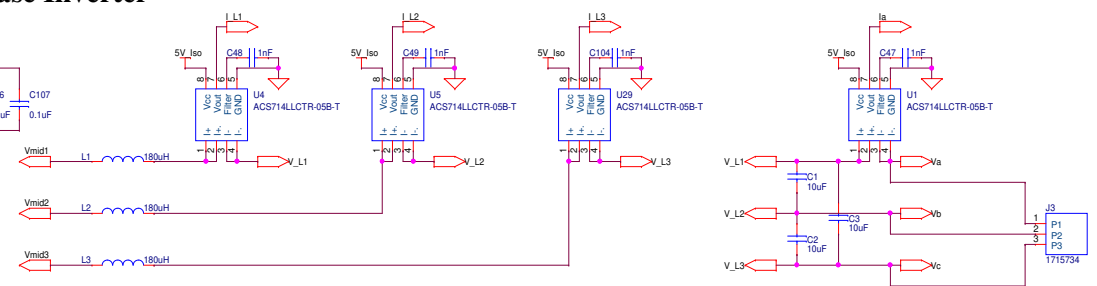 ase Inverter
I_L1
I_L2
I_L3
Ia
5V_Iso
C48
1nF
5V_Iso
C49
1nF
5V_Iso
C104
1nF
5V_Iso
C47
1nF
8 7 6 5
8 7 6 5
8 7 6 5
8 7 6 5
Vcc Vout Filter GND
U4
ACS714LLCTR-05B-T
Vcc Vout Filter GND
U5
ACS714LLCTR-05B-T
Vcc Vout Filter GND
U29
ACS714LLCTR-05B-T
Vcc Vout Filter GND
U1
ACS714LLCTR-05B-T
6
uF
C107
0.1uF
I+ I+. I- I-.
I+ I+. I- I-.
I+ I+. I- I-.
I+ I+. I- I-.
1 2 3 4
1 2 3 4
1 2 3 4
1 2 3 4
Vmid1
L1
180uH
V_L1
V_L2
V_L3
V_L1
Va
C1
10uF
Vmid2
L2
180uH
V_L2
C3
10uF
Vb
J3
1 P1
2 P2
3 P3
1715734
C2
10uF
Vmid3
L3
180uH
V_L3
Vc